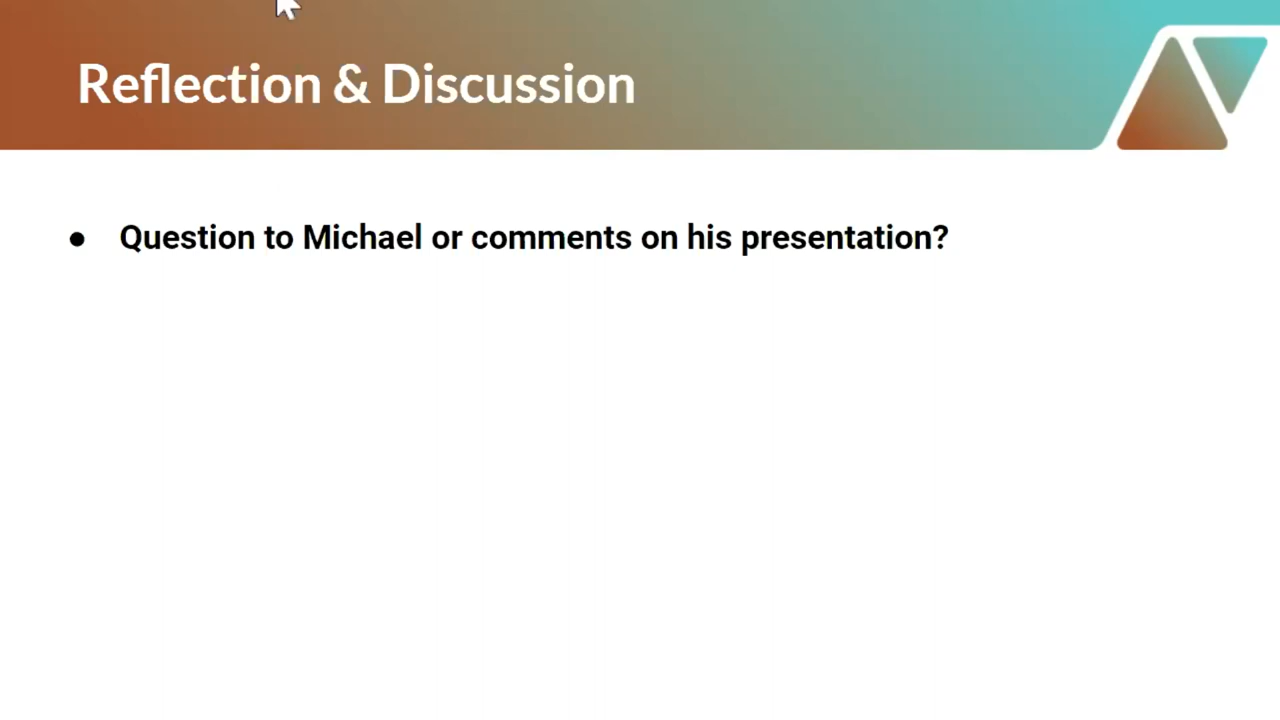 Reflection & Discussion
● Question to Michael or comments on his presentation?